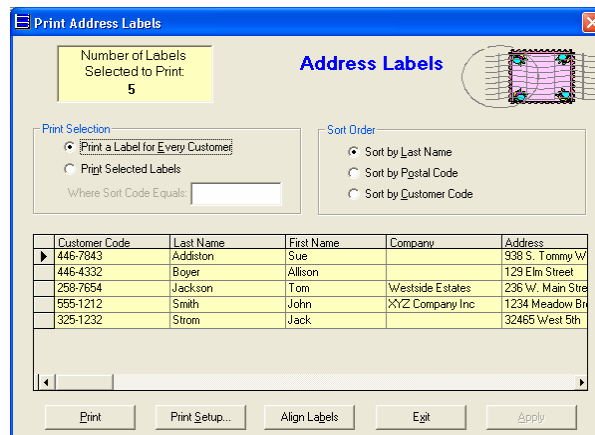 Print Address Labels
Number of Labels
Selected to Print:
5
Address Labels
Print Selection
Print a Label for Every Customer
Print Selected Labels
Where Sort Code Equals:
Sort Order
Sort by Last Name
Sort by Postal Code
Sort by Customer Code
Customer Code Last Name First Name Company Address
446-7843 Addiston Sue 938 S. Tommy W
446-4332 Boyer Allison 129 Elm Street
258-7654 Jackson Tom Westside Estates 236 W. Main Stre
555-1212 Smith John XYZ Company Inc 1234 Meadow Br
325-1232 Strom Jack 32465 West 5th
Print Print Setup... Align Labels Exit Apply